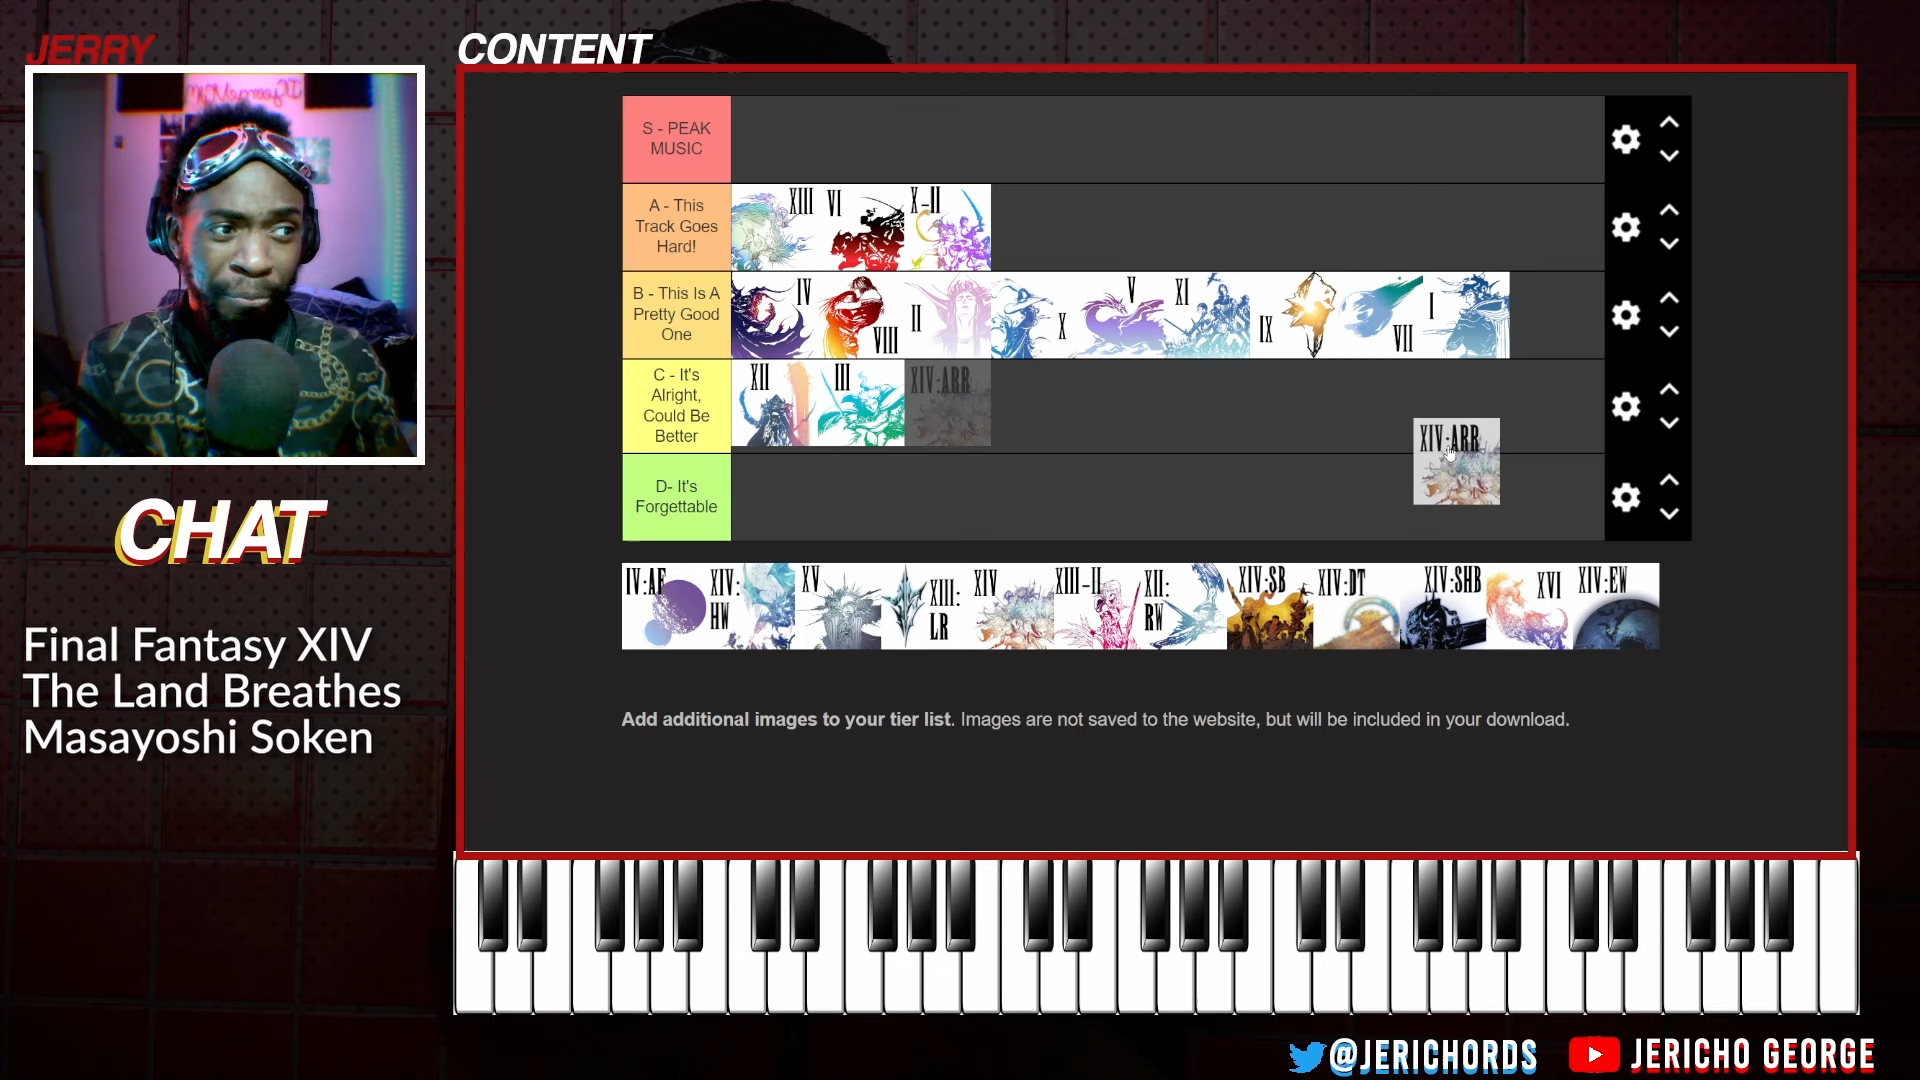 JERRY
CONTENT
S - PEAK
MUSIC
A - This
Track Goes
Hard!
XIII VI X-II
B - This Is A
Pretty Good
One
IV VIII II X V XI IX VII I
C - It's
Alright,
Could Be
Better
XII III XIV:ARR
XIV:ARR
D- It's
Forgettable
IV:AF XIV:HW XV XIII:LR XIV XIII-II XII:RW XIV:SB XIV:DT XIV:SHB XVI XIV:EW
Add additional images to your tier list. Images are not saved to the website, but will be included in your download.
CHAT
Final Fantasy XIV
The Land Breathes
Masayoshi Soken
@JERICHORDS JERICHO GEORGE